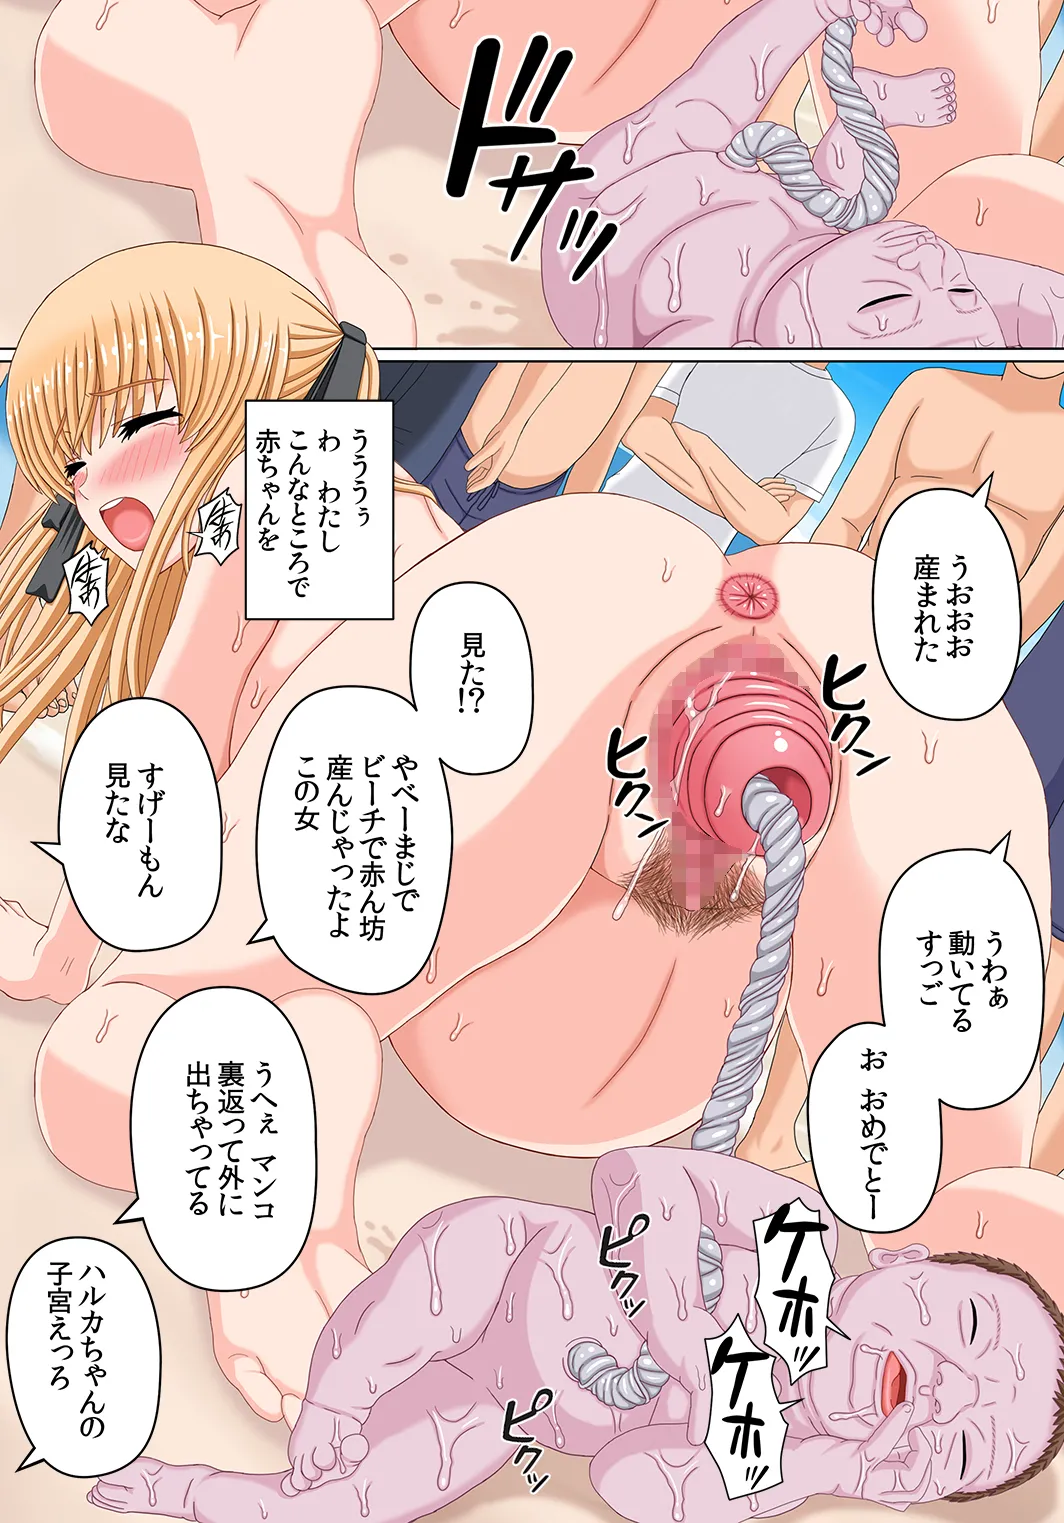 ドサッ
うううぅ
わ わたし
こんなところで
赤ちゃんを
はぁ
はぁ
うおおお
産まれた
見た!?
やべーまじで
ビーチで赤ん坊
産んじゃったよ
この女
すげーもん
見たな
ヒクン
ヒクン
うわぁ
動いてる
すっご
お おめでとー
うへぇ マンコ
裏返って外に
出ちゃってる
ハルカちゃんの
子宮えっろ
ピクッ
ピクッ
ケホッ
ケホッ